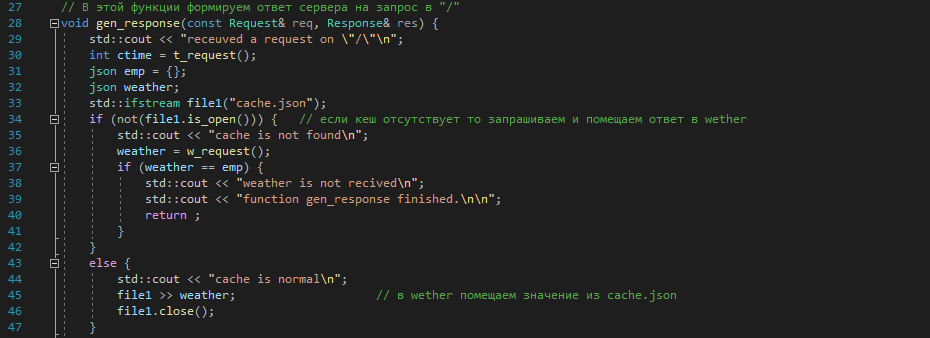 27 // В этой функции формируем ответ сервера на запрос в "/"
28 void gen_response(const Request& req, Response& res) {
29 std::cout << "receuved a request on \"/\"\n";
30 int ctime = t_request();
31 json emp = {};
32 json weather;
33 std::ifstream file1("cache.json");
34 if (not(file1.is_open())) { // если кеш отсутствует то запрашиваем и помещаем ответ в wether
35 std::cout << "cache is not found\n";
36 weather = w_request();
37 if (weather == emp) {
38 std::cout << "weather is not recived\n";
39 std::cout << "function gen_response finished.\n\n";
40 return ;
41 }
42 }
43 else {
44 std::cout << "cache is normal\n";
45 file1 >> weather; // в wether помещаем значение из cache.json
46 file1.close();
47 }